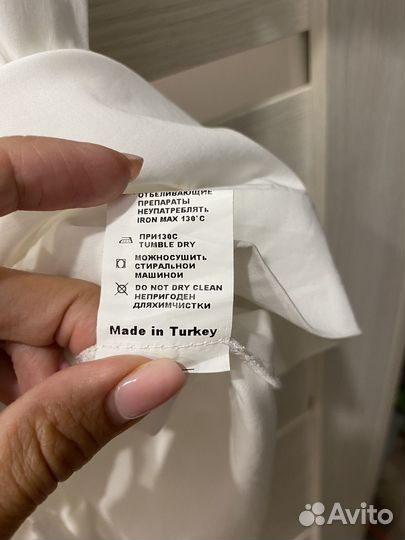 ОТБЕЛИВАЮЩИЕ
ПРЕПАРАТЫ
НЕУПАТРЕБЛЯТЬ
IRON MAX 130°C
ПРИ130С
TUMBLE DRY
МОЖНОСУШИТЬ
СТИРАЛЬНОЙ
МАШИНОЙ
DO NOT DRY CLEAN
НЕПРИГОДЕН
ДЛЯХИМЧИСТКИ
Made in Turkey
Avito